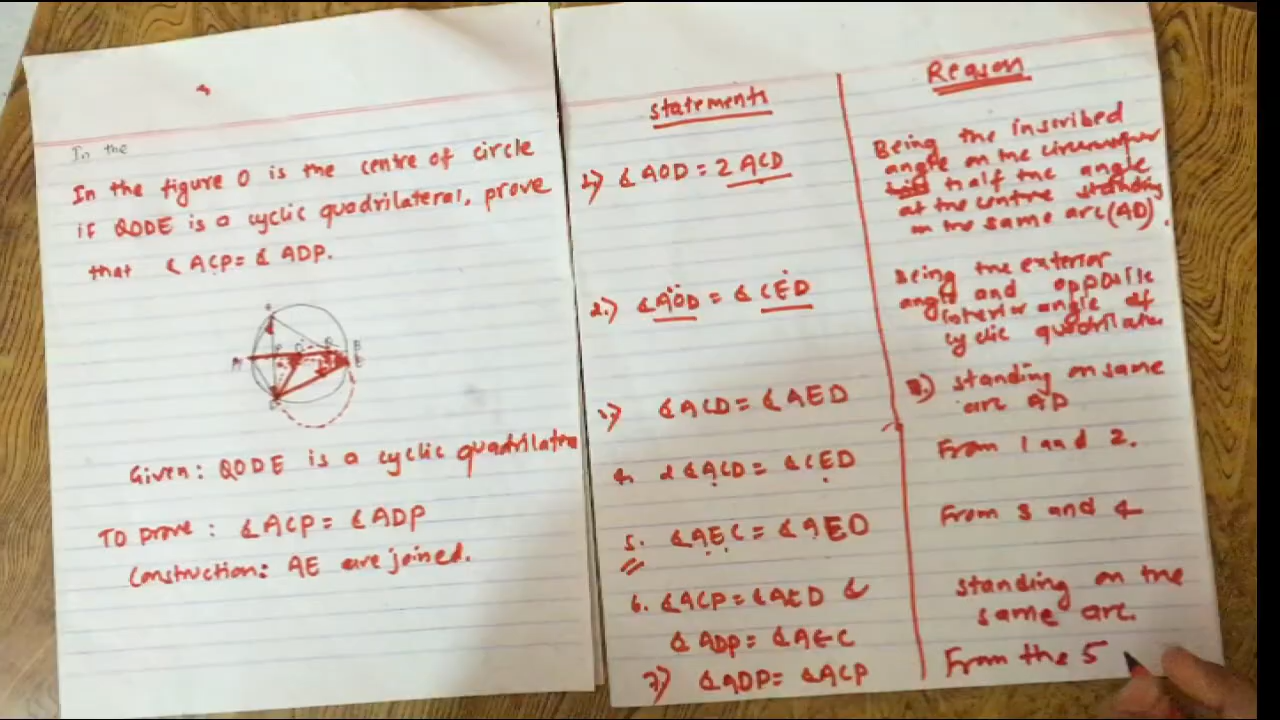 In the
In the figure O is the centre of circle
if QODE is a cyclic quadrilateral, prove
that ∠ACP = ∠ADP.
Given: QODE is a cyclic quadrilateral
To prove: ∠ACP = ∠ADP
Construction: AE are joined.
statements
1.) ∠AOD = 2 ACD
2.) ∠AOD = ∠CED
3.) ∠ACD = ∠AED
4. 2∠ACD = ∠CED
5. ∠AEC = ∠AED
6. ∠ACP = ∠AED &
∠ADP = ∠AEC
7.) ∠ADP = ∠ACP
Reason
Being the inscribed
angle on the circumference
half the angle
at the centre standing
on the same arc (AD).
Being the exterior
angle and opposite
interior angle of
cyclic quadrilate
3.) standing on same
arc AD
From 1 and 2.
From 3 and 4
standing on the
same arc.
From the 5